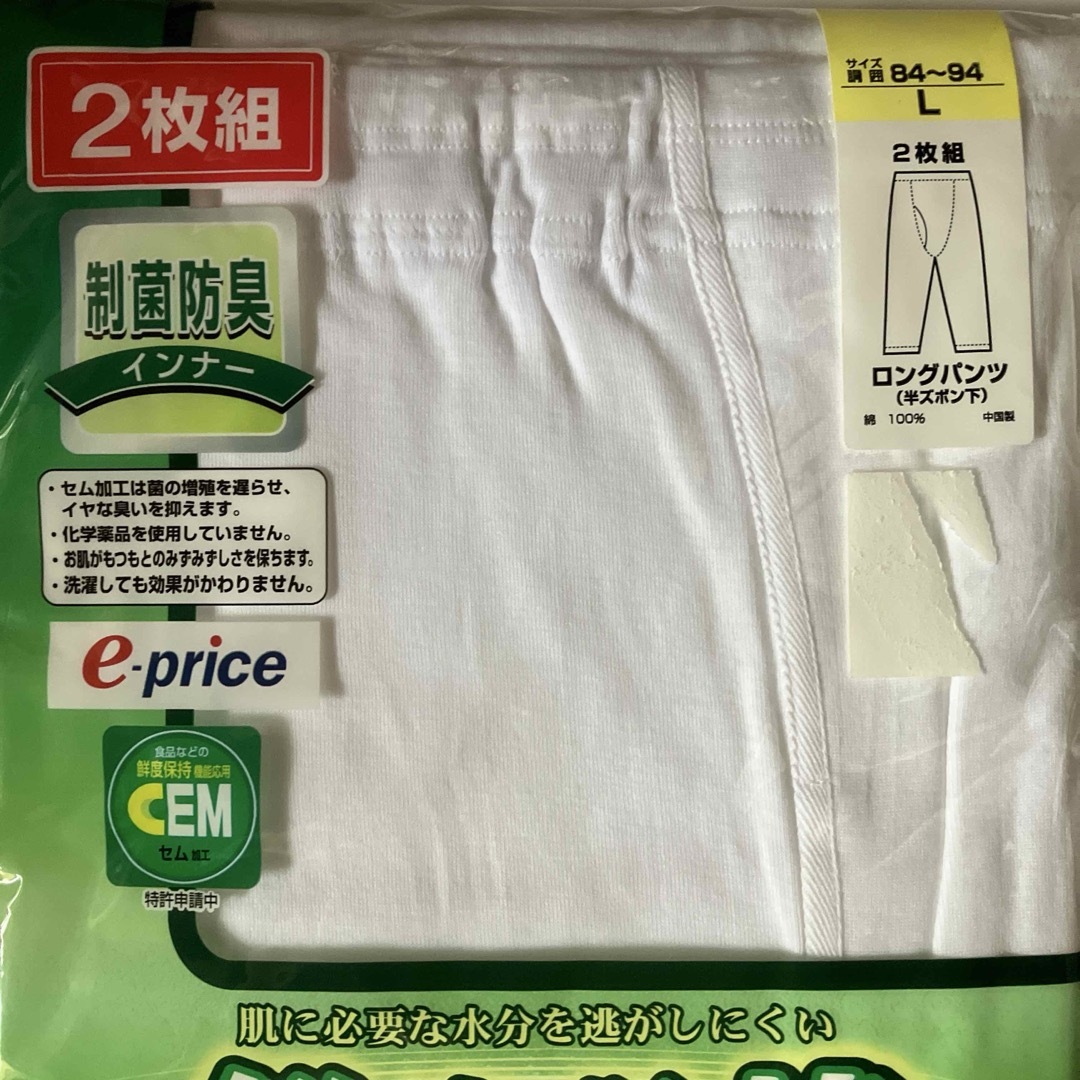 2枚組
制菌防臭
インナー
・セム加工は菌の増殖を遅らせ、
イヤな臭いを抑えます。
・化学薬品を使用していません。
・お肌がもつもとのみずみずしさを保ちます。
・洗濯しても効果がかわりません。
e-price
食品などの
鮮度保持 機能応用
CEM
セム 加工
特許申請中
サイズ
胴囲 84～94
L
2枚組
ロングパンツ
(半ズボン下)
綿 100% 中国製
肌に必要な水分を逃がしにくい